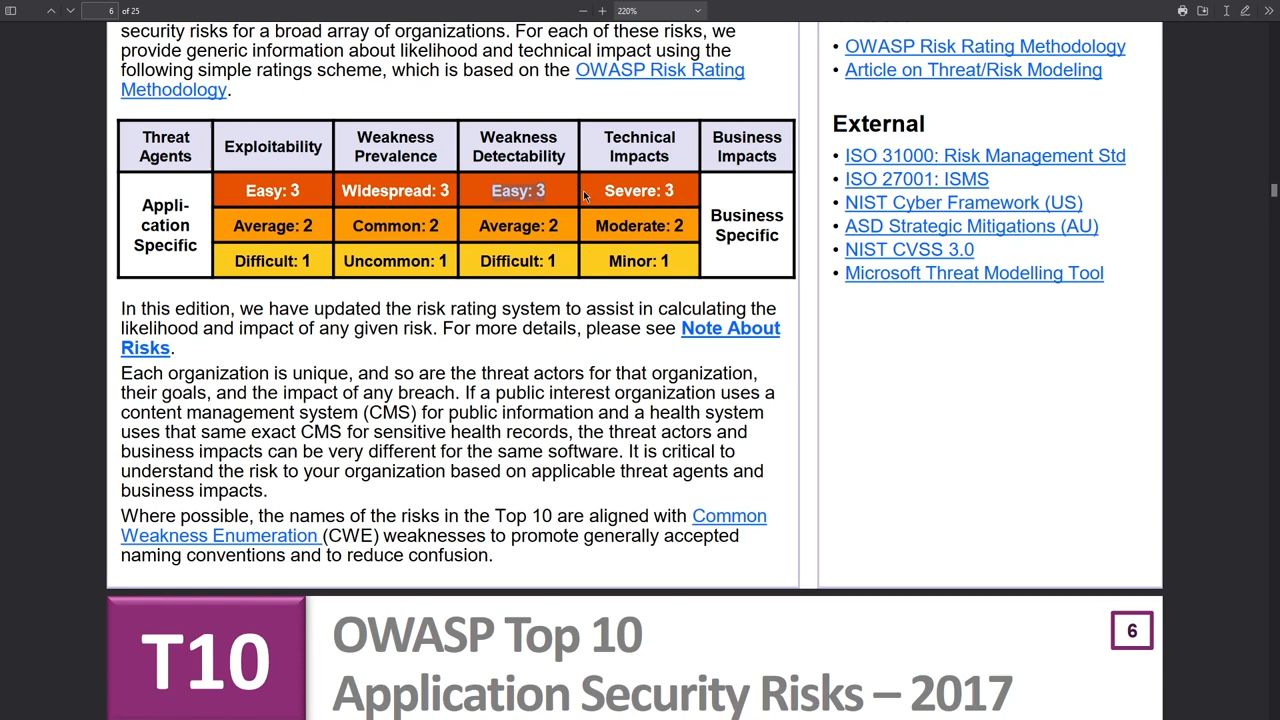 6 of 25
220%
security risks for a broad array of organizations. For each of these risks, we
provide generic information about likelihood and technical impact using the
following simple ratings scheme, which is based on the OWASP Risk Rating
Methodology.
Threat Agents Exploitability Weakness Prevalence Weakness Detectability Technical Impacts Business Impacts
Appli-cation Specific
Easy: 3 Widespread: 3 Easy: 3 Severe: 3
Average: 2 Common: 2 Average: 2 Moderate: 2
Difficult: 1 Uncommon: 1 Difficult: 1 Minor: 1
Business Specific
In this edition, we have updated the risk rating system to assist in calculating the
likelihood and impact of any given risk. For more details, please see Note About
Risks.
Each organization is unique, and so are the threat actors for that organization,
their goals, and the impact of any breach. If a public interest organization uses a
content management system (CMS) for public information and a health system
uses that same exact CMS for sensitive health records, the threat actors and
business impacts can be very different for the same software. It is critical to
understand the risk to your organization based on applicable threat agents and
business impacts.
Where possible, the names of the risks in the Top 10 are aligned with Common
Weakness Enumeration (CWE) weaknesses to promote generally accepted
naming conventions and to reduce confusion.
• OWASP Risk Rating Methodology
• Article on Threat/Risk Modeling
External
• ISO 31000: Risk Management Std
• ISO 27001: ISMS
• NIST Cyber Framework (US)
• ASD Strategic Mitigations (AU)
• NIST CVSS 3.0
• Microsoft Threat Modelling Tool
T10
OWASP Top 10
Application Security Risks – 2017
6